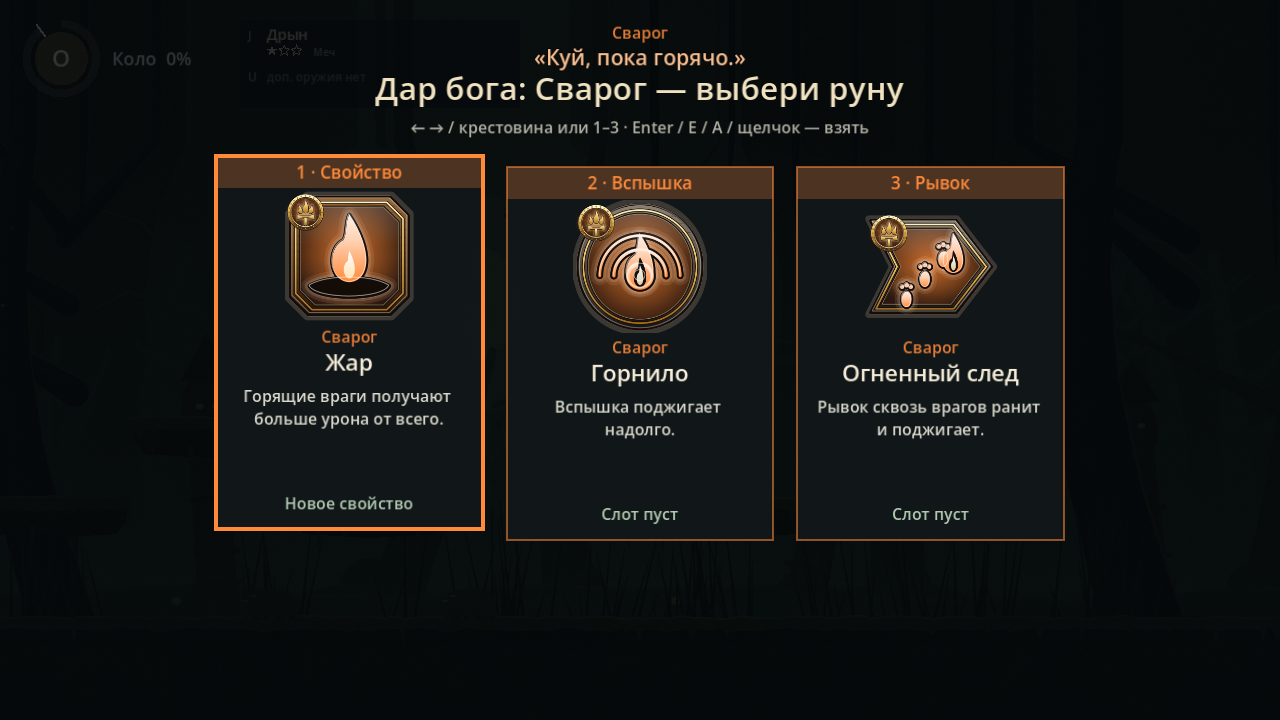 О
Коло 0%
J Дрын
★☆☆ Меч
U доп. оружия нет
Сварог
«Куй, пока горячо.»
Дар бога: Сварог — выбери руну
← → / крестовина или 1–3 · Enter / E / A / щелчок — взять
1 · Свойство
Сварог
Жар
Горящие враги получают
больше урона от всего.
Новое свойство
2 · Вспышка
Сварог
Горнило
Вспышка поджигает
надолго.
Слот пуст
3 · Рывок
Сварог
Огненный след
Рывок сквозь врагов ранит
и поджигает.
Слот пуст